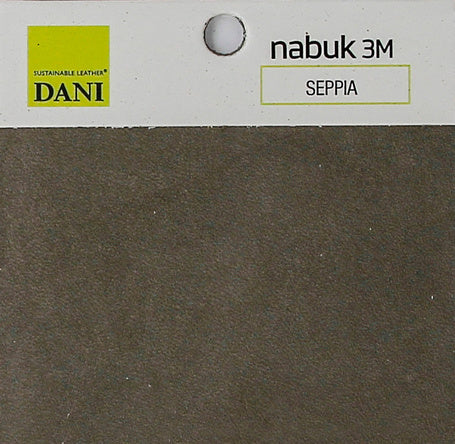 SUSTAINABLE LEATHER®
DANI
nabuk 3M
SEPPIA